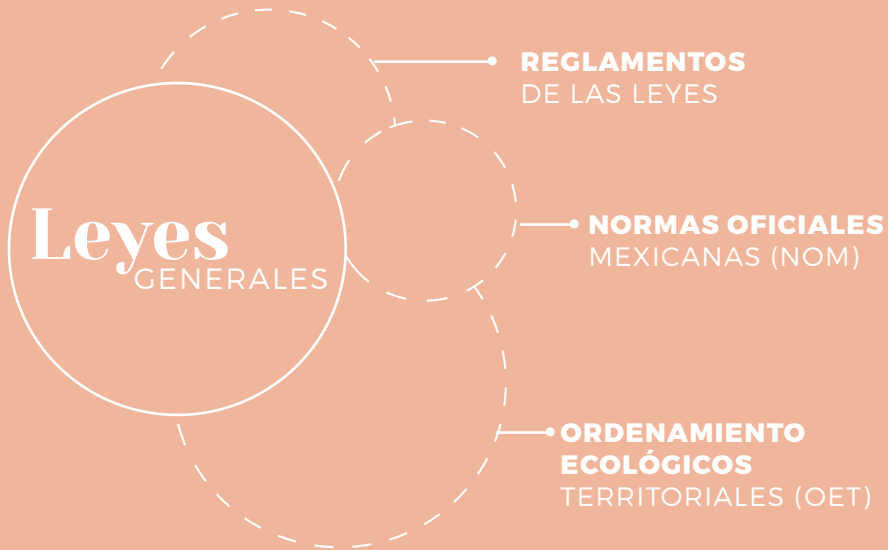 Leyes
GENERALES
REGLAMENTOS
DE LAS LEYES
NORMAS OFICIALES
MEXICANAS (NOM)
ORDENAMIENTO
ECOLÓGICOS
TERRITORIALES (OET)